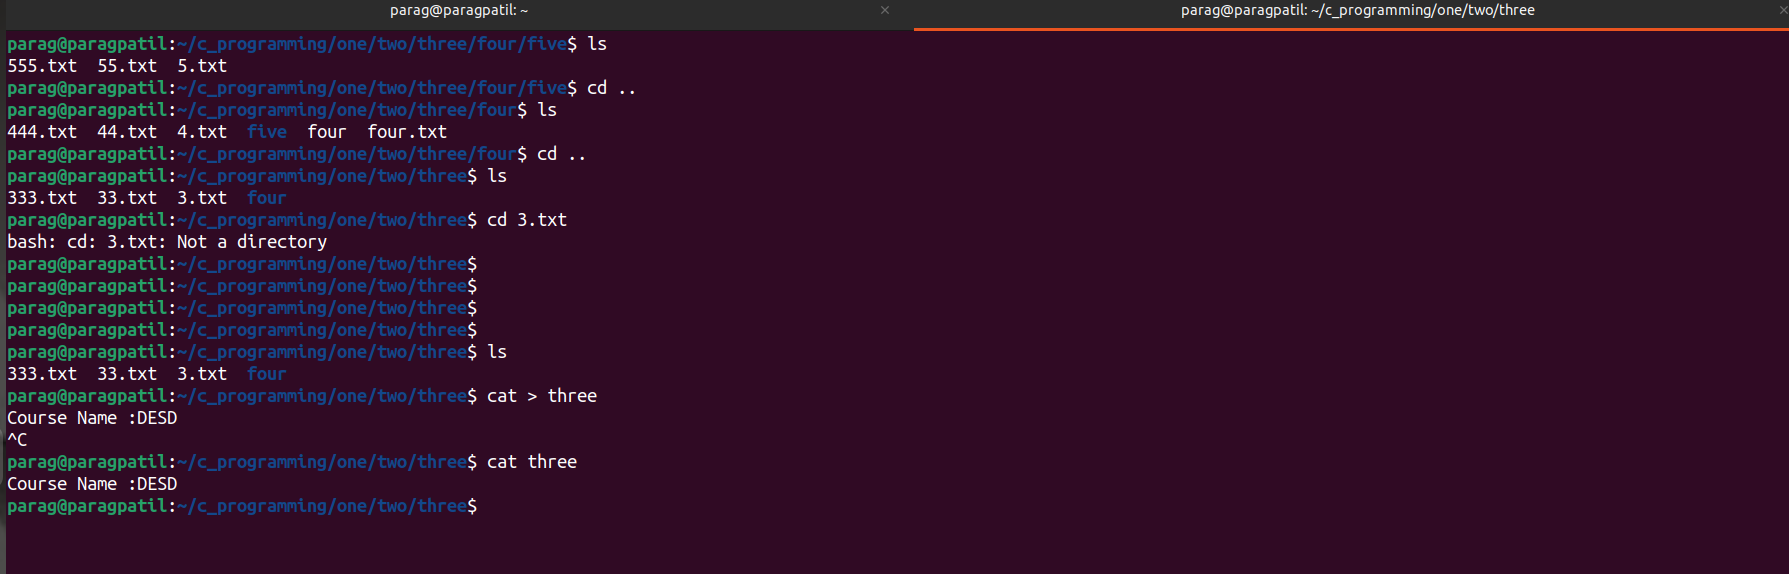 parag@paragpatil: ~ × parag@paragpatil: ~/c_programming/one/two/three ×
parag@paragpatil:~/c_programming/one/two/three/four/five$ ls
555.txt  55.txt  5.txt
parag@paragpatil:~/c_programming/one/two/three/four/five$ cd ..
parag@paragpatil:~/c_programming/one/two/three/four$ ls
444.txt  44.txt  4.txt  five  four  four.txt
parag@paragpatil:~/c_programming/one/two/three/four$ cd ..
parag@paragpatil:~/c_programming/one/two/three$ ls
333.txt  33.txt  3.txt  four
parag@paragpatil:~/c_programming/one/two/three$ cd 3.txt
bash: cd: 3.txt: Not a directory
parag@paragpatil:~/c_programming/one/two/three$
parag@paragpatil:~/c_programming/one/two/three$
parag@paragpatil:~/c_programming/one/two/three$
parag@paragpatil:~/c_programming/one/two/three$
parag@paragpatil:~/c_programming/one/two/three$ ls
333.txt  33.txt  3.txt  four
parag@paragpatil:~/c_programming/one/two/three$ cat > three
Course Name :DESD
^C
parag@paragpatil:~/c_programming/one/two/three$ cat three
Course Name :DESD
parag@paragpatil:~/c_programming/one/two/three$